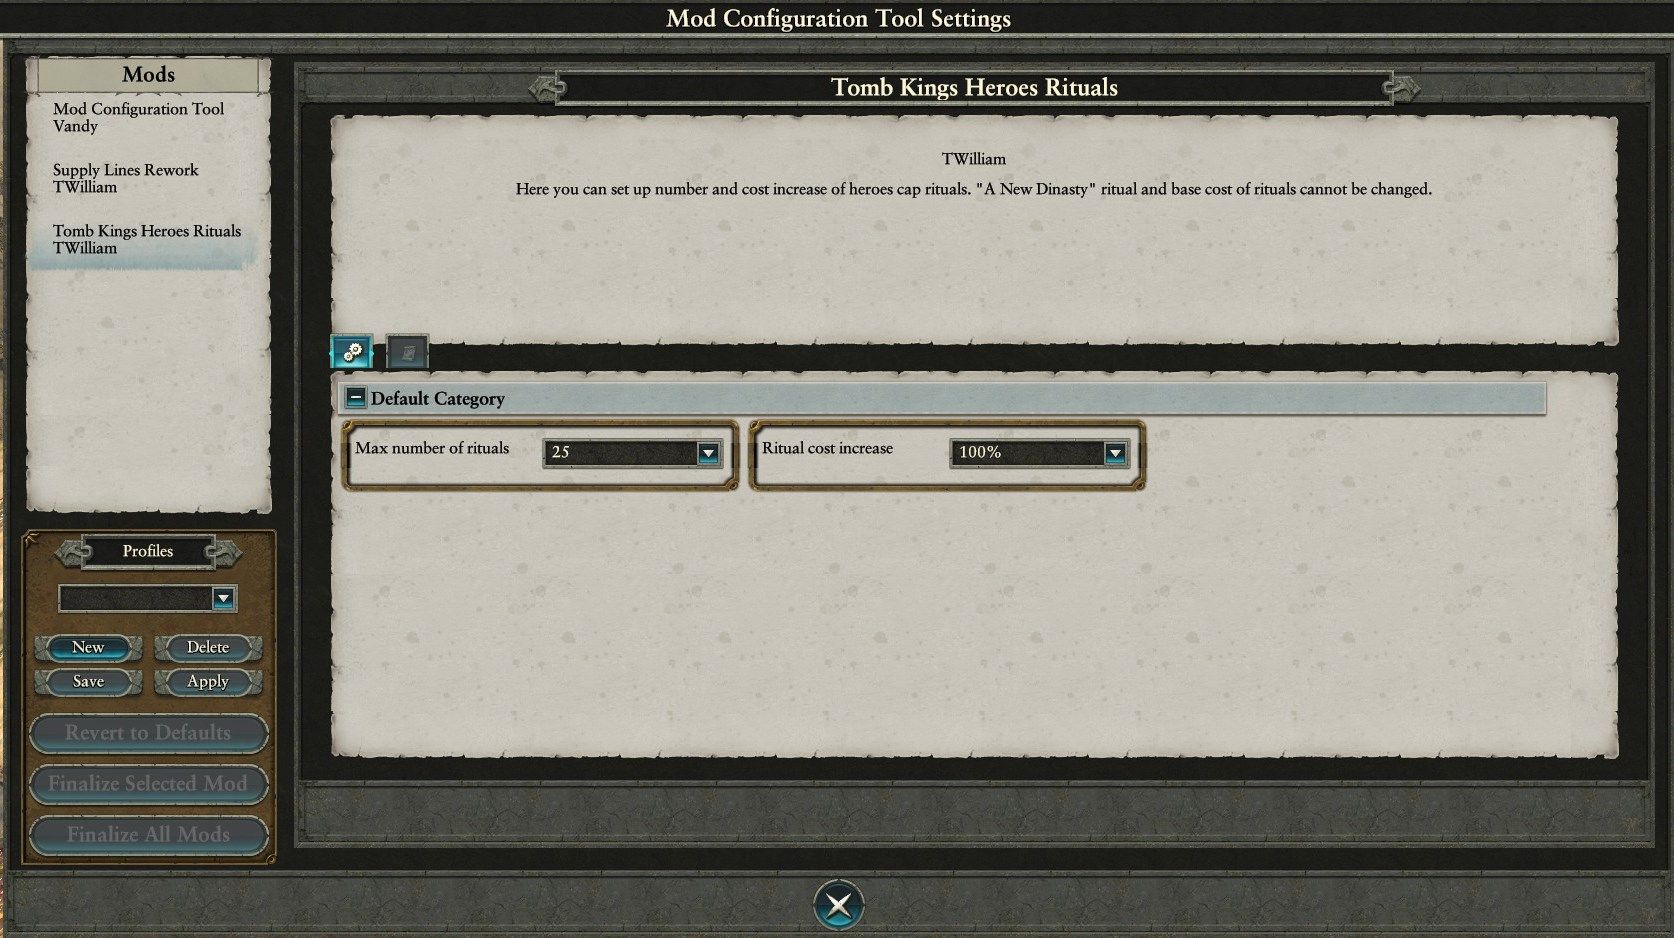 Mod Configuration Tool Settings
Mods
Mod Configuration Tool
Vandy
Supply Lines Rework
TWilliam
Tomb Kings Heroes Rituals
TWilliam
Tomb Kings Heroes Rituals
TWilliam
Here you can set up number and cost increase of heroes cap rituals. "A New Dinasty" ritual and base cost of rituals cannot be changed.
Default Category
Max number of rituals
25
Ritual cost increase
100%
Profiles
New
Delete
Save
Apply
Revert to Defaults
Finalize Selected Mod
Finalize All Mods